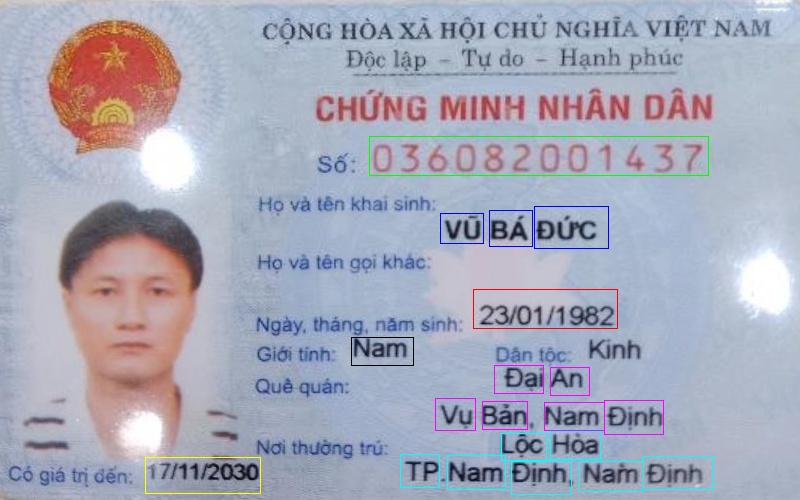 CỘNG HÒA XÃ HỘI CHỦ NGHĨA VIỆT NAM
Độc lập - Tự do - Hạnh phúc
CHỨNG MINH NHÂN DÂN
Số: 036082001437
Họ và tên khai sinh:
VŨ BÁ ĐỨC
Họ và tên gọi khác:
Ngày, tháng, năm sinh: 23/01/1982
Giới tính: Nam Dân tộc: Kinh
Quê quán: Đại An
Vụ Bản, Nam Định
Nơi thường trú: Lộc Hòa
TP.Nam Định, Nam Định
Có giá trị đến: 17/11/2030